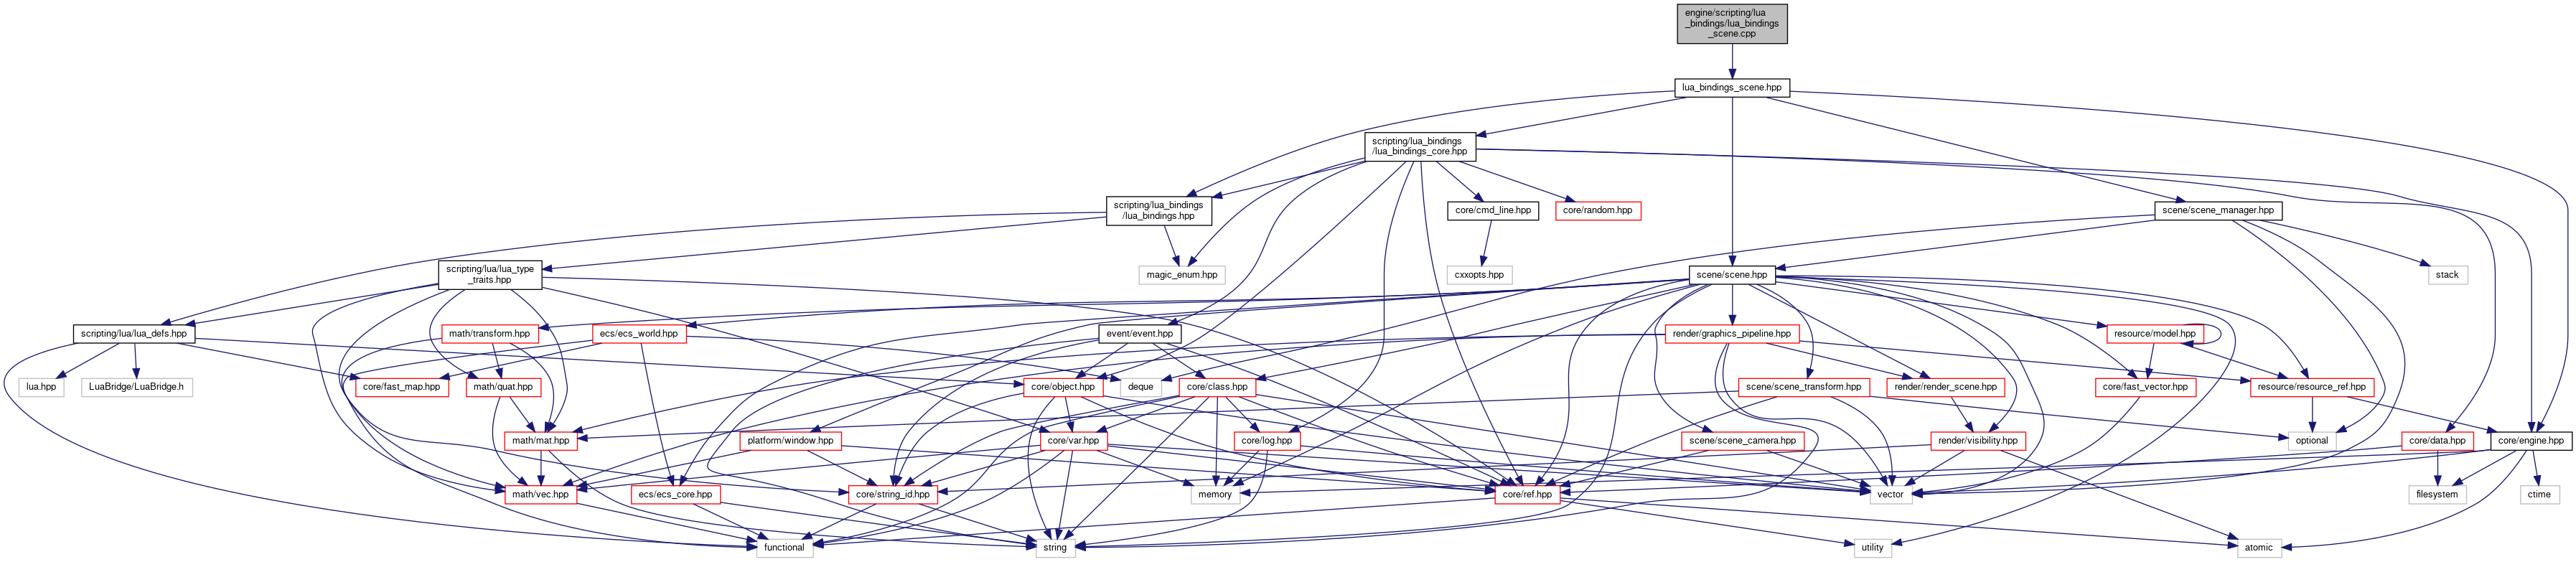 engine/scripting/lua
_bindings/lua_bindings
_scene.cpp
lua_bindings_scene.hpp
scripting/lua_bindings
/lua_bindings_core.hpp
scripting/lua_bindings
/lua_bindings.hpp
core/cmd_line.hpp
core/random.hpp
scene/scene_manager.hpp
scripting/lua/lua_type
_traits.hpp
magic_enum.hpp
cxxopts.hpp
scene/scene.hpp
stack
scripting/lua/lua_defs.hpp
math/transform.hpp
ecs/ecs_world.hpp
event/event.hpp
render/graphics_pipeline.hpp
resource/model.hpp
lua.hpp
LuaBridge/LuaBridge.h
core/fast_map.hpp
math/quat.hpp
core/object.hpp
deque
core/class.hpp
scene/scene_transform.hpp
render/render_scene.hpp
core/fast_vector.hpp
resource/resource_ref.hpp
math/mat.hpp
platform/window.hpp
core/var.hpp
core/log.hpp
scene/scene_camera.hpp
render/visibility.hpp
optional
core/data.hpp
core/engine.hpp
math/vec.hpp
ecs/ecs_core.hpp
core/string_id.hpp
memory
core/ref.hpp
vector
filesystem
ctime
functional
string
utility
atomic